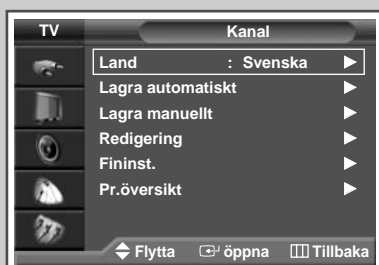 TV Kanal
Land : Svenska
Lagra automatiskt
Lagra manuellt
Redigering
Fininst.
Pr.översikt
Flytta öppna Tillbaka